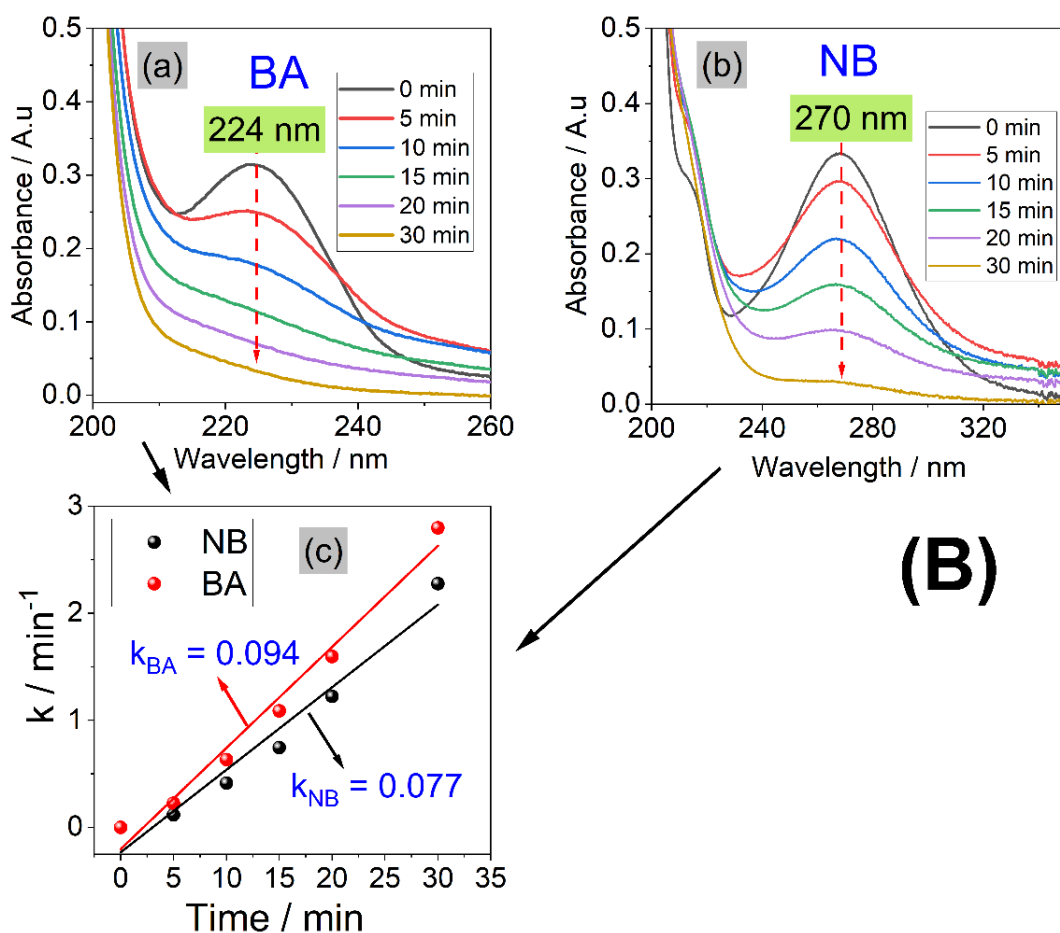 (a)
BA
224 nm
0 min
5 min
10 min
15 min
20 min
30 min
0.5
0.4
0.3
0.2
0.1
0.0
Absorbance / A.u
200
220
240
260
Wavelength / nm
(b)
NB
270 nm
0 min
5 min
10 min
15 min
20 min
30 min
0.5
0.4
0.3
0.2
0.1
0.0
Absorbance / A.u
200
240
280
320
Wavelength / nm
NB
BA
(c)
3
2
1
0
k / min⁻¹
k_BA = 0.094
k_NB = 0.077
0
5
10
15
20
25
30
35
Time / min
(B)